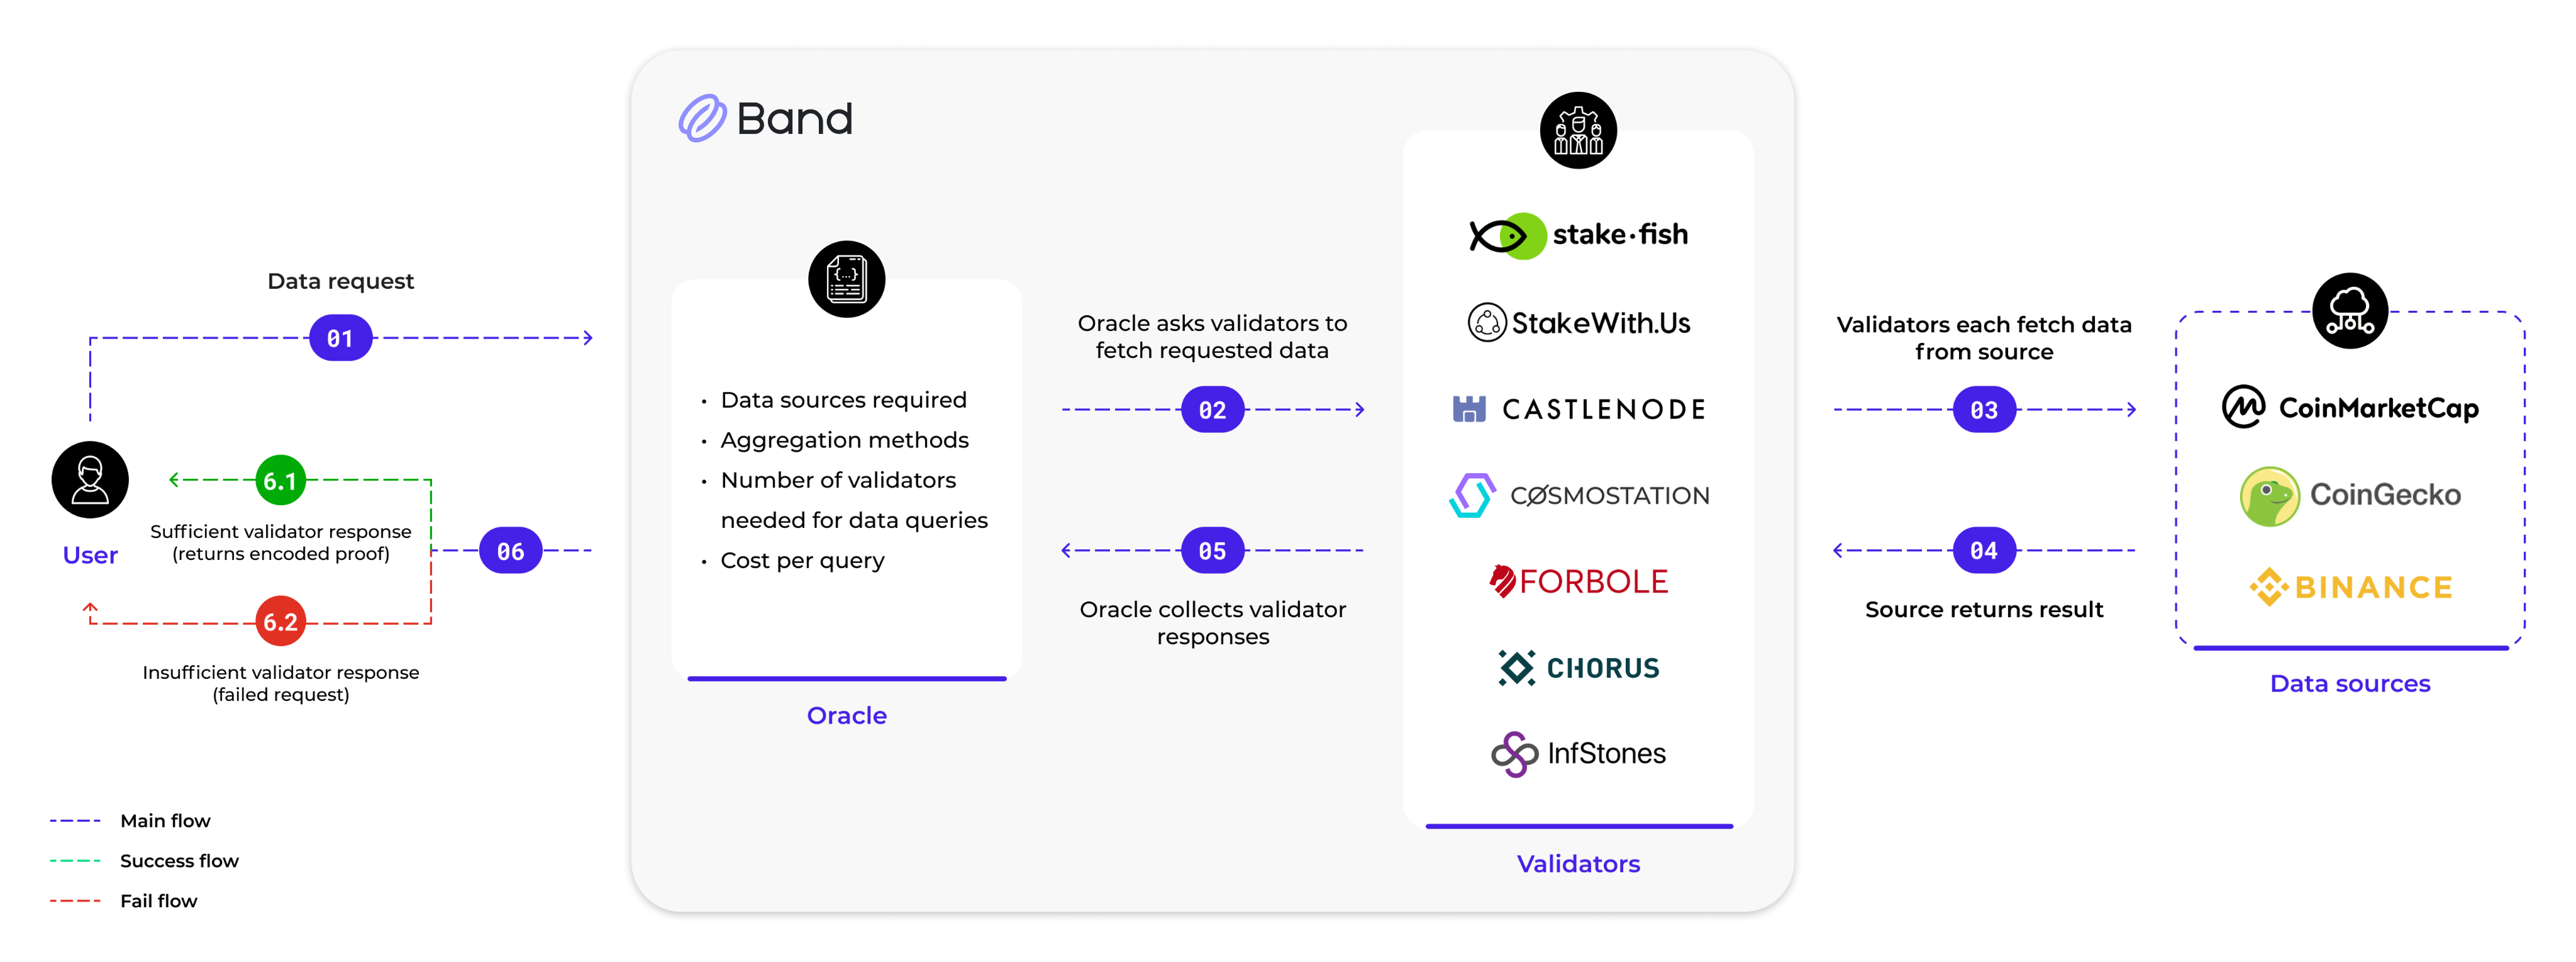 Band
Data request
01
6.1
Sufficient validator response
(returns encoded proof)
User
06
6.2
Insufficient validator response
(failed request)
Main flow
Success flow
Fail flow
{...}
• Data sources required
• Aggregation methods
• Number of validators
needed for data queries
• Cost per query
Oracle
Oracle asks validators to
fetch requested data
02
05
Oracle collects validator
responses
stake·fish
StakeWith.Us
CASTLENODE
CØSMOSTATION
FORBOLE
CHORUS
InfStones
Validators
Validators each fetch data
from source
03
04
Source returns result
CoinMarketCap
CoinGecko
BINANCE
Data sources